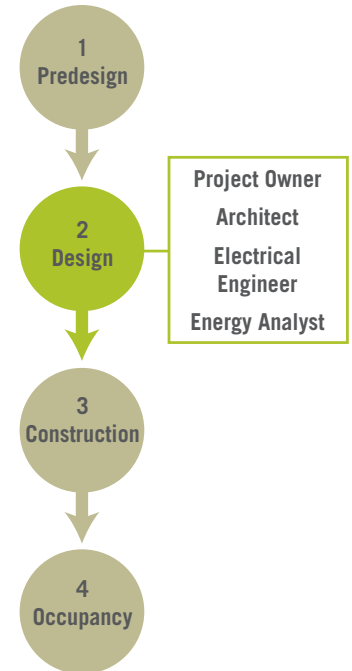 1
Predesign
2
Design
Project Owner
Architect
Electrical
Engineer
Energy Analyst
3
Construction
4
Occupancy